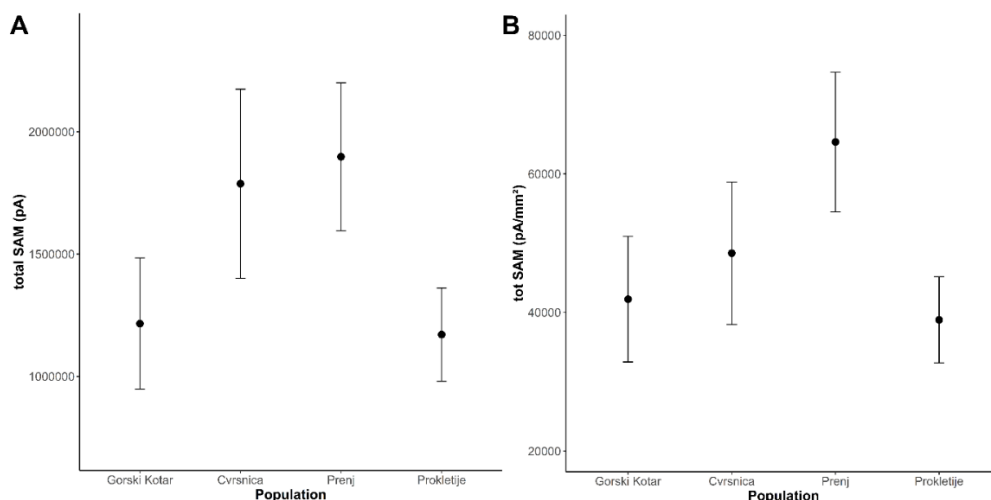 A
total SAM (pA)
2000000
1500000
1000000
Gorski Kotar
Cvrsnica
Prenj
Prokletije
Population
B
tot SAM (pA/mm²)
80000
60000
40000
20000
Gorski Kotar
Cvrsnica
Prenj
Prokletije
Population